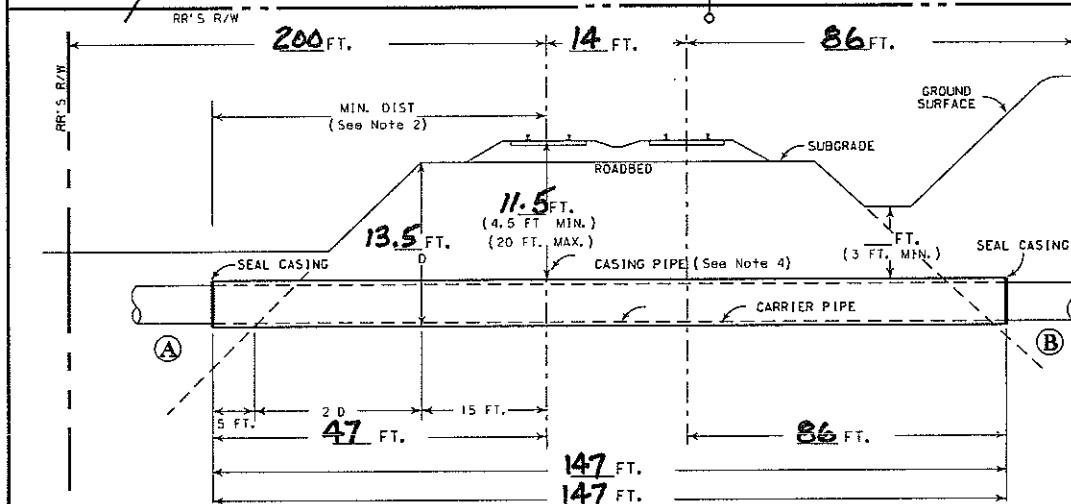 RR'S R/W
200 FT.
14 FT.
86 FT.
RR'S R/W
MIN. DIST
(See Note 2)
GROUND
SURFACE
SUBGRADE
ROADBED
11.5 FT.
(4.5 FT MIN.)
(20 FT. MAX.)
13.5 FT.
D
FT.
(3 FT. MIN.)
SEAL CASING
CASING PIPE (See Note 4)
SEAL CASING
CARRIER PIPE
A
B
5 FT.
2 D
15 FT.
47 FT.
86 FT.
147 FT.
147 FT.